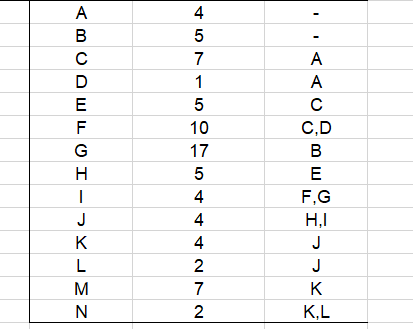 A 4 -
B 5 -
C 7 A
D 1 A
E 5 C
F 10 C,D
G 17 B
H 5 E
I 4 F,G
J 4 H,I
K 4 J
L 2 J
M 7 K
N 2 K,L